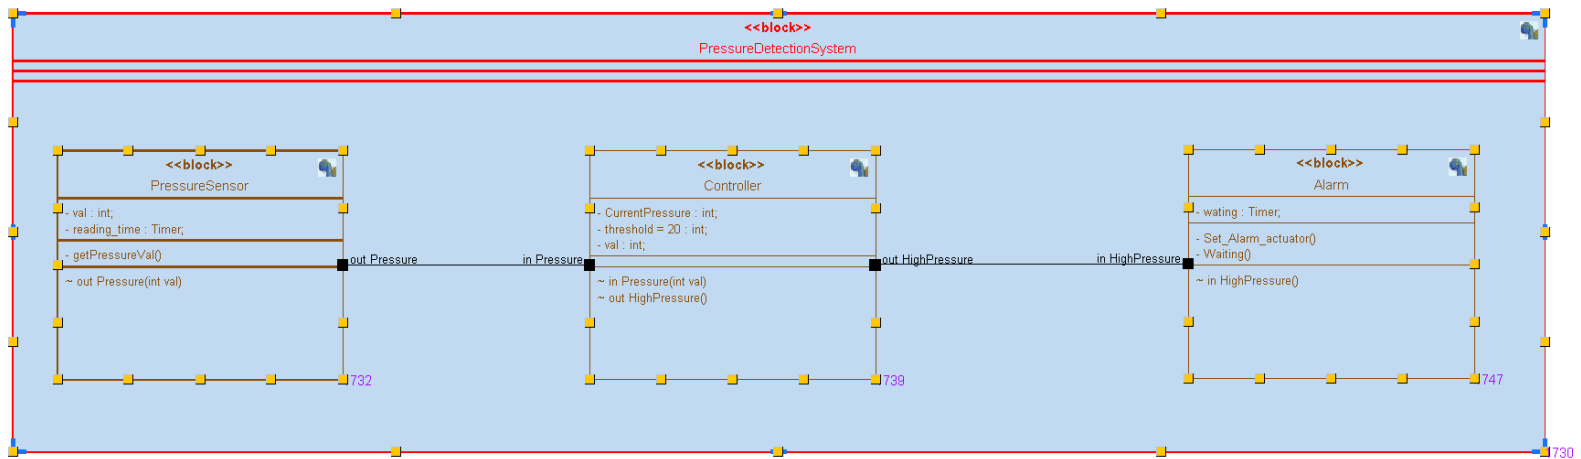 <<block>>
PressureDetectionSystem
<<block>>
PressureSensor
- val : int;
- reading_time : Timer;
- getPressureVal()
~ out Pressure(int val)
out Pressure
732
in Pressure
<<block>>
Controller
- CurrentPressure : int;
- threshold = 20 : int;
- val : int;
~ in Pressure(int val)
~ out HighPressure()
out HighPressure
739
in HighPressure
<<block>>
Alarm
- wating : Timer;
- Set_Alarm_actuator()
- Waiting()
~ in HighPressure()
747
730